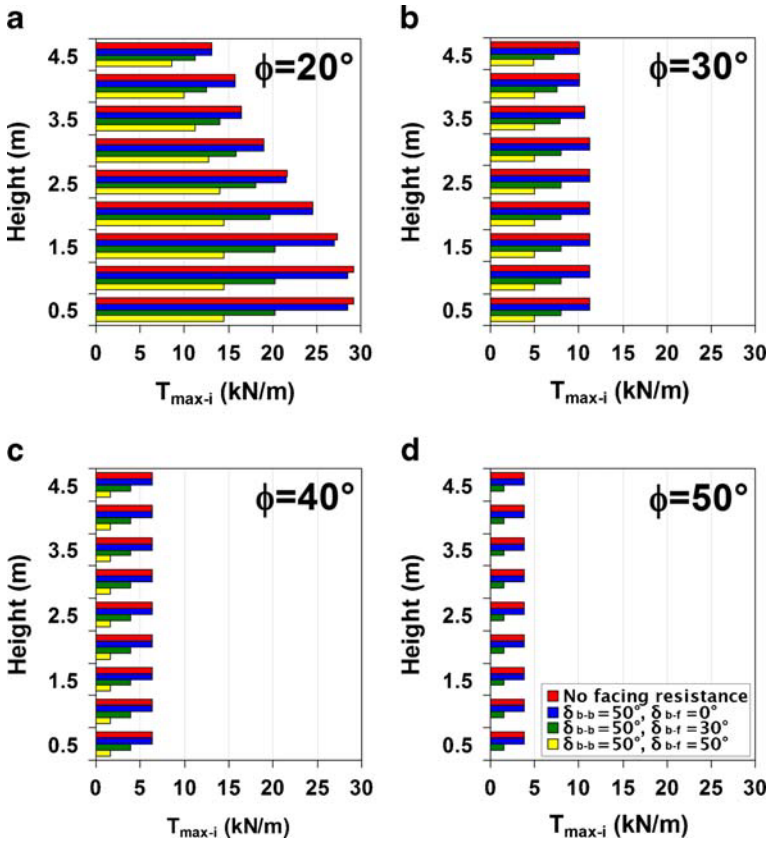 a
ϕ=20°
Height (m)
4.5
3.5
2.5
1.5
0.5
0 5 10 15 20 25 30
Tmax-i (kN/m)
b
ϕ=30°
Height (m)
4.5
3.5
2.5
1.5
0.5
0 5 10 15 20 25 30
Tmax-i (kN/m)
c
ϕ=40°
Height (m)
4.5
3.5
2.5
1.5
0.5
0 5 10 15 20 25 30
Tmax-i (kN/m)
d
ϕ=50°
Height (m)
4.5
3.5
2.5
1.5
0.5
No facing resistance
δb-b=50°, δb-f=0°
δb-b=50°, δb-f=30°
δb-b=50°, δb-f=50°
0 5 10 15 20 25 30
Tmax-i (kN/m)